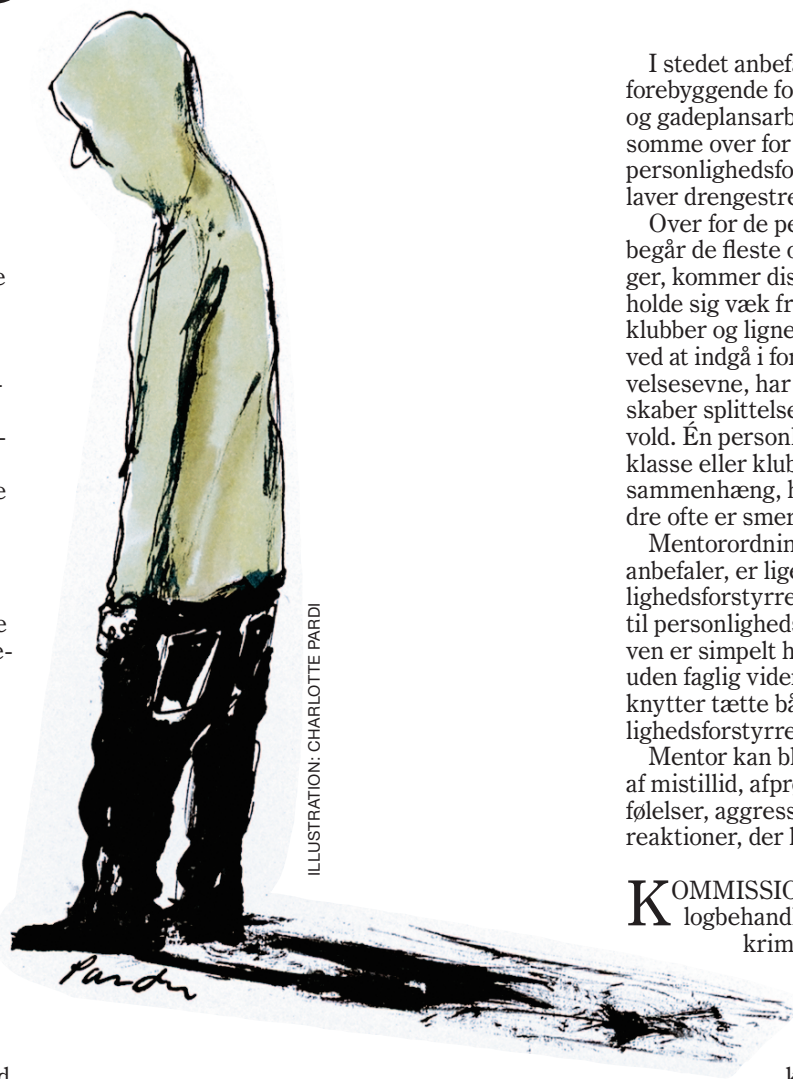 e
-
-
e
e
e-
d
ILLUSTRATION: CHARLOTTE PARDI
Pardi
I stedet anbefa
forebyggende fo
og gadeplansarb
somme over for
personlighedsfo
laver drengestre
Over for de pe
begår de fleste o
ger, kommer dis
holde sig væk fr
klubber og ligne
ved at indgå i for
velsesevne, har
skaber splittelse
vold. Én personl
klasse eller klub
sammenhæng, h
dre ofte er smer
Mentorordnin
anbefaler, er lige
lighedsforstyrre
til personligheds
ven er simpelt h
uden faglig viden
knytter tætte bå
lighedsforstyrre
Mentor kan bl
af mistillid, afpre
følelser, aggress
reaktioner, der l
KOMMISSIO
logbehandl
krim
k